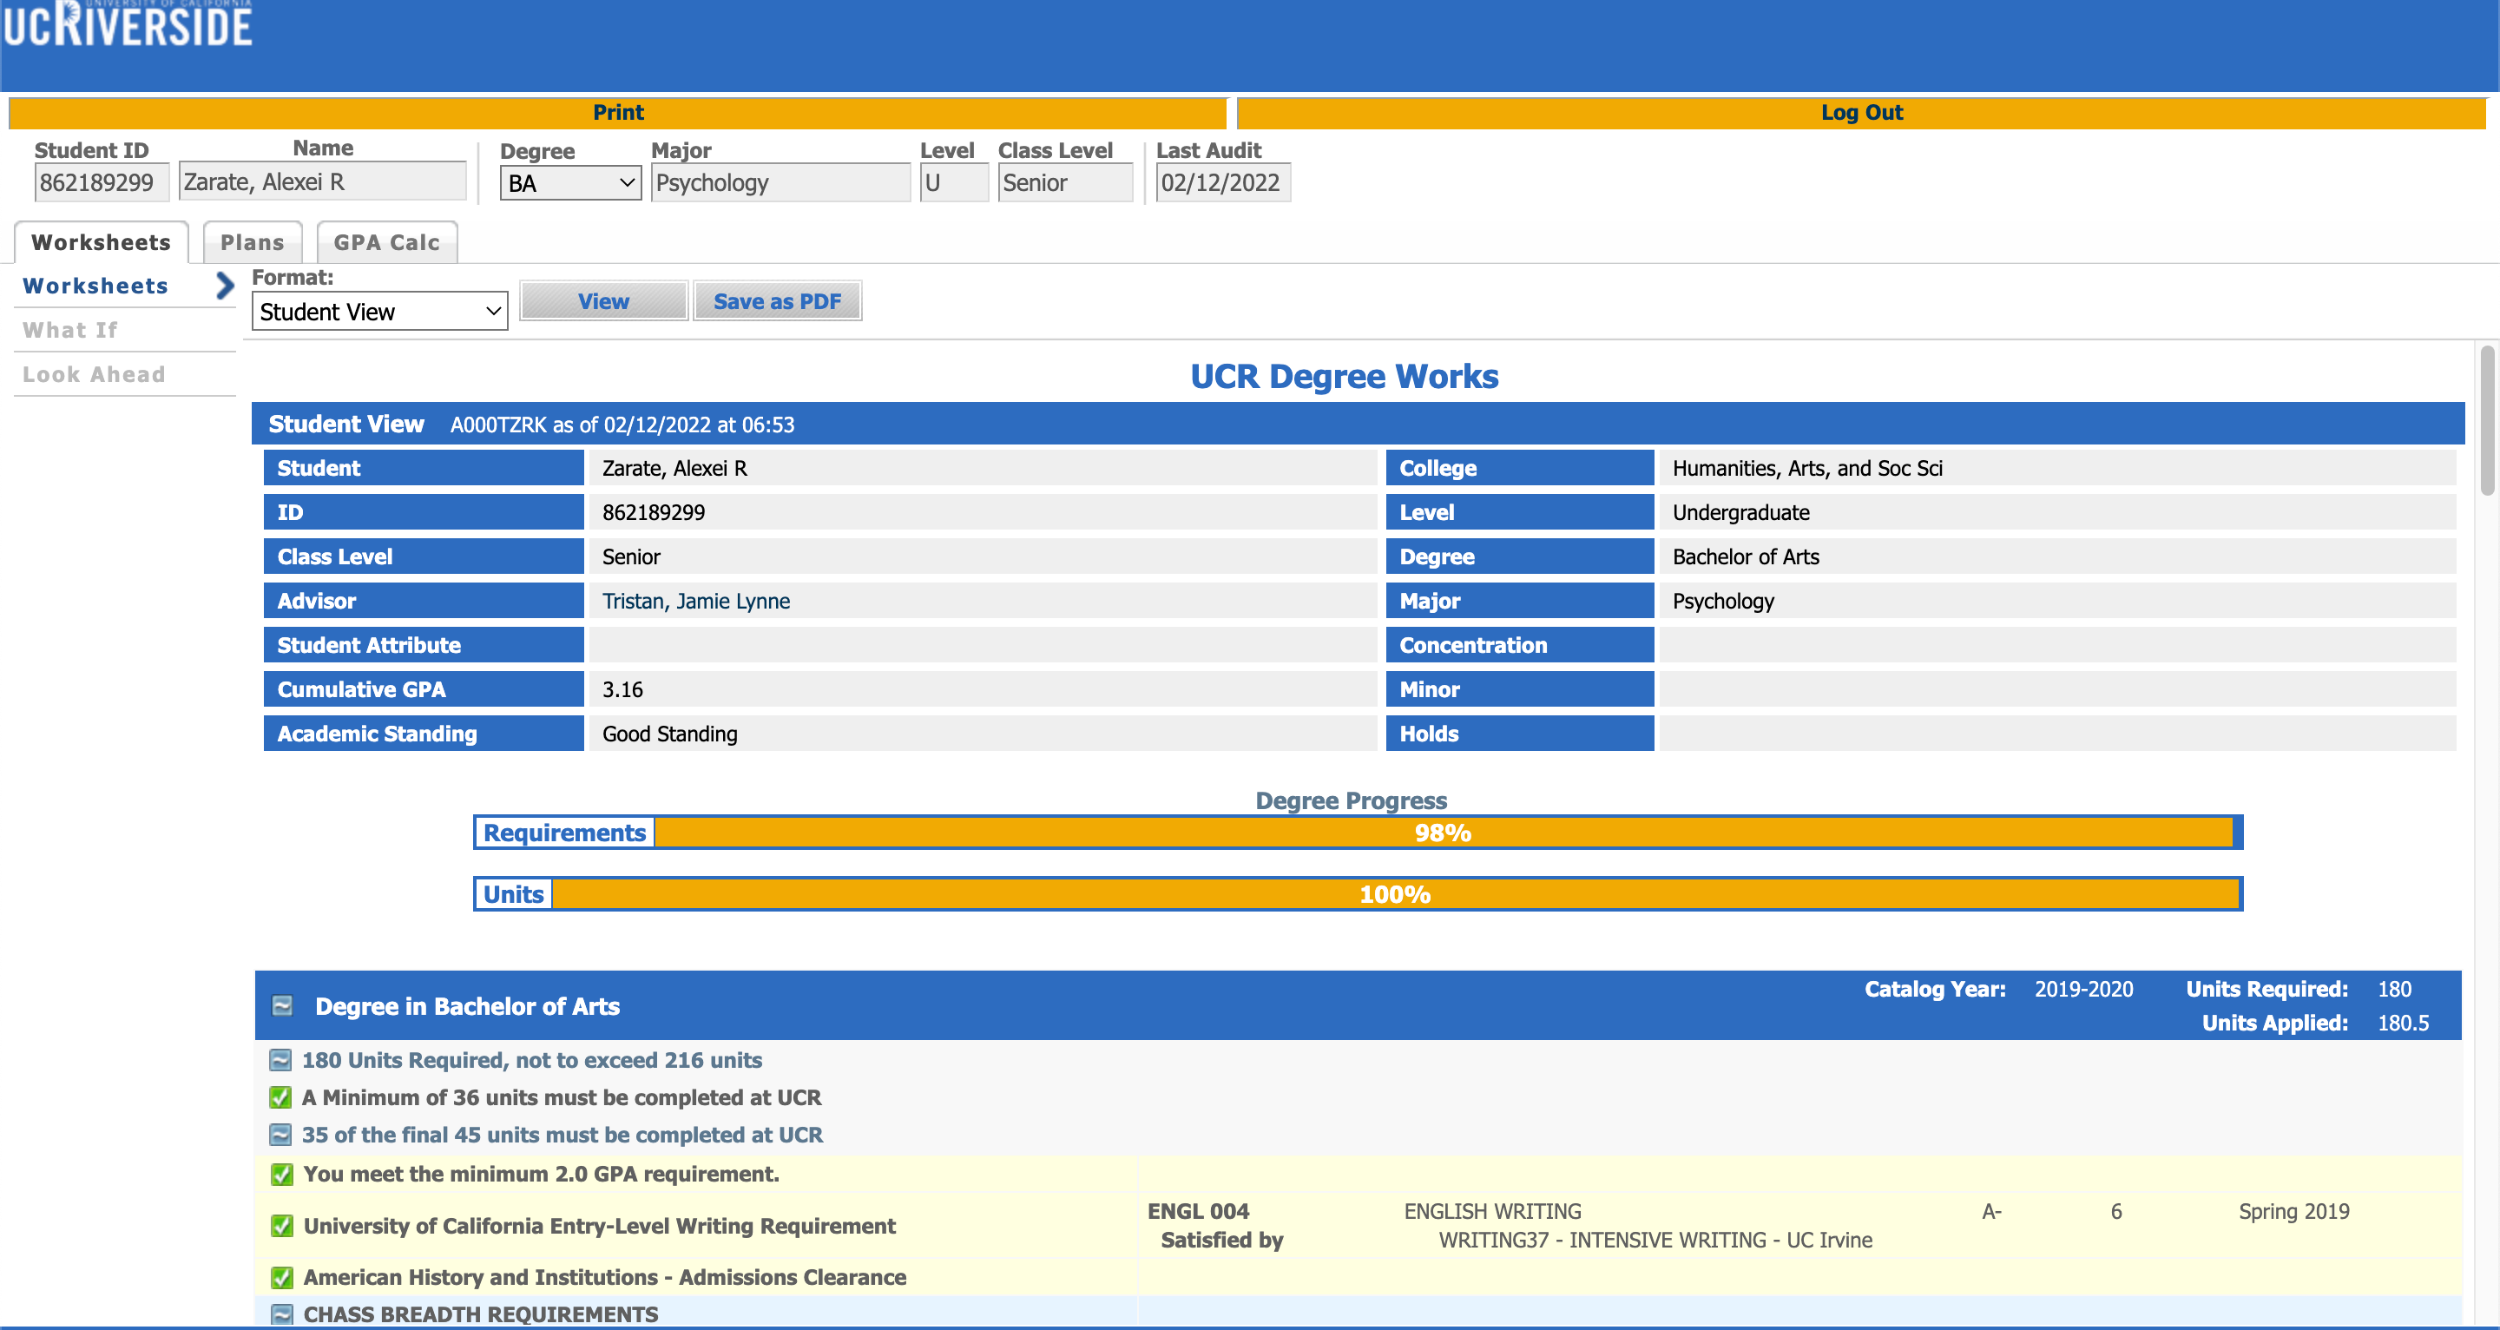 UNIVERSITY OF CALIFORNIA
UCRIVERSIDE
Print Log Out
Student ID Name Degree Major Level Class Level Last Audit
862189299 Zarate, Alexei R BA Psychology U Senior 02/12/2022
Worksheets Plans GPA Calc
Worksheets
What If
Look Ahead
Format:
Student View View Save as PDF
UCR Degree Works
Student View A000TZRK as of 02/12/2022 at 06:53
Student Zarate, Alexei R College Humanities, Arts, and Soc Sci
ID 862189299 Level Undergraduate
Class Level Senior Degree Bachelor of Arts
Advisor Tristan, Jamie Lynne Major Psychology
Student Attribute Concentration
Cumulative GPA 3.16 Minor
Academic Standing Good Standing Holds
Degree Progress
Requirements 98%
Units 100%
Degree in Bachelor of Arts Catalog Year: 2019-2020 Units Required: 180
Units Applied: 180.5
180 Units Required, not to exceed 216 units
A Minimum of 36 units must be completed at UCR
35 of the final 45 units must be completed at UCR
You meet the minimum 2.0 GPA requirement.
University of California Entry-Level Writing Requirement ENGL 004 ENGLISH WRITING A- 6 Spring 2019
Satisfied by WRITING37 - INTENSIVE WRITING - UC Irvine
American History and Institutions - Admissions Clearance
CHASS BREADTH REQUIREMENTS